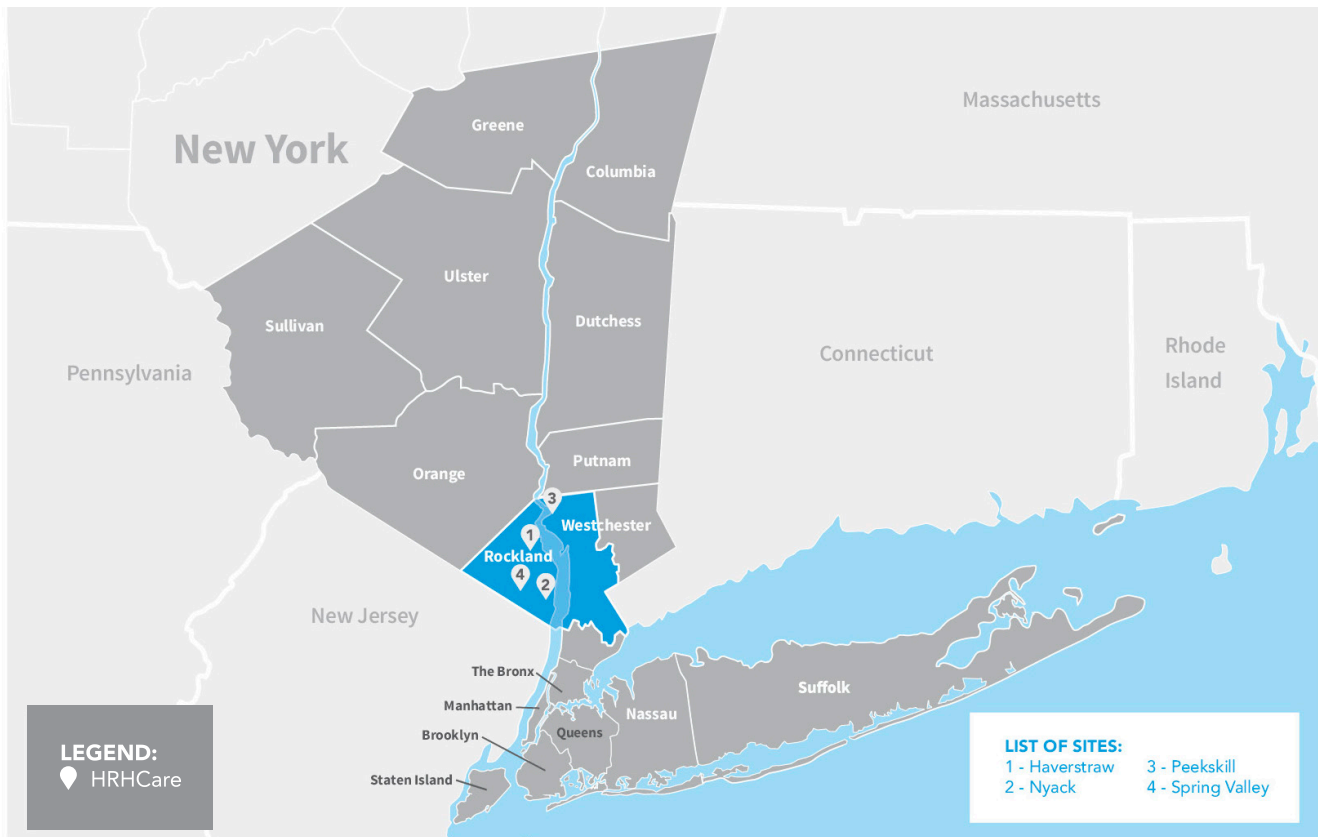 Massachusetts
Greene
New York
Columbia
Ulster
Sullivan
Dutchess
Connecticut
Rhode
Island
Pennsylvania
Putnam
Orange
3
Westchester
1
Rockland
4
2
New Jersey
The Bronx
Suffolk
Manhattan
Nassau
Queens
Brooklyn
Staten Island
LEGEND:
HRHCare
LIST OF SITES:
1 - Haverstraw
2 - Nyack
3 - Peekskill
4 - Spring Valley